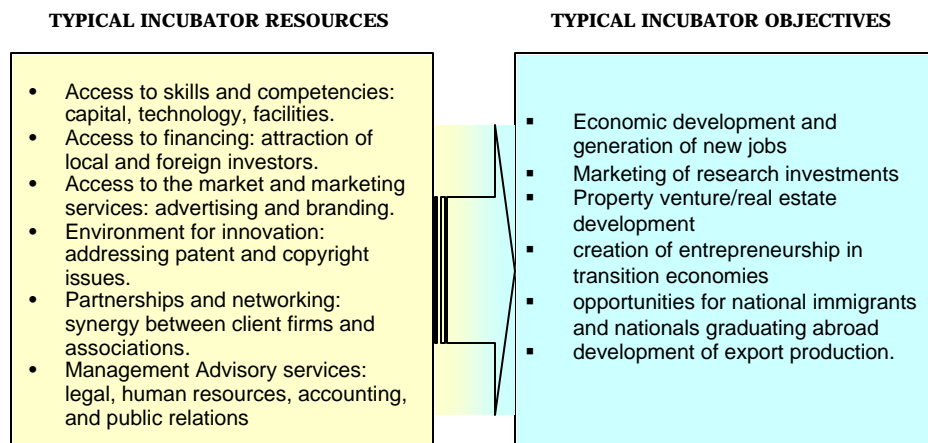 TYPICAL INCUBATOR RESOURCES
• Access to skills and competencies:
capital, technology, facilities.
• Access to financing: attraction of
local and foreign investors.
• Access to the market and marketing
services: advertising and branding.
• Environment for innovation:
addressing patent and copyright
issues.
• Partnerships and networking:
synergy between client firms and
associations.
• Management Advisory services:
legal, human resources, accounting,
and public relations
TYPICAL INCUBATOR OBJECTIVES
▪ Economic development and
generation of new jobs
▪ Marketing of research investments
▪ Property venture/real estate
development
▪ creation of entrepreneurship in
transition economies
▪ opportunities for national immigrants
and nationals graduating abroad
▪ development of export production.